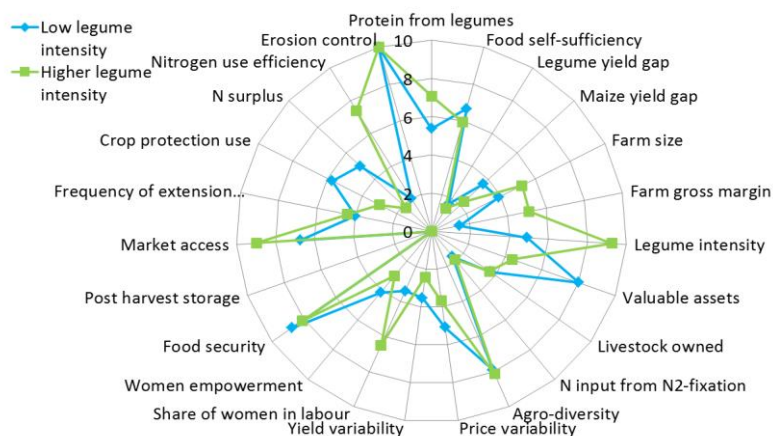 Low legume
intensity
Higher legume
intensity
Protein from legumes
Food self-sufficiency
Legume yield gap
Maize yield gap
Farm size
Farm gross margin
Legume intensity
Valuable assets
Livestock owned
N input from N2-fixation
Agro-diversity
Price variability
Yield variability
Share of women in labour
Women empowerment
Food security
Post harvest storage
Market access
Frequency of extension...
Crop protection use
N surplus
Nitrogen use efficiency
Erosion control
10
8
6
4
2
0